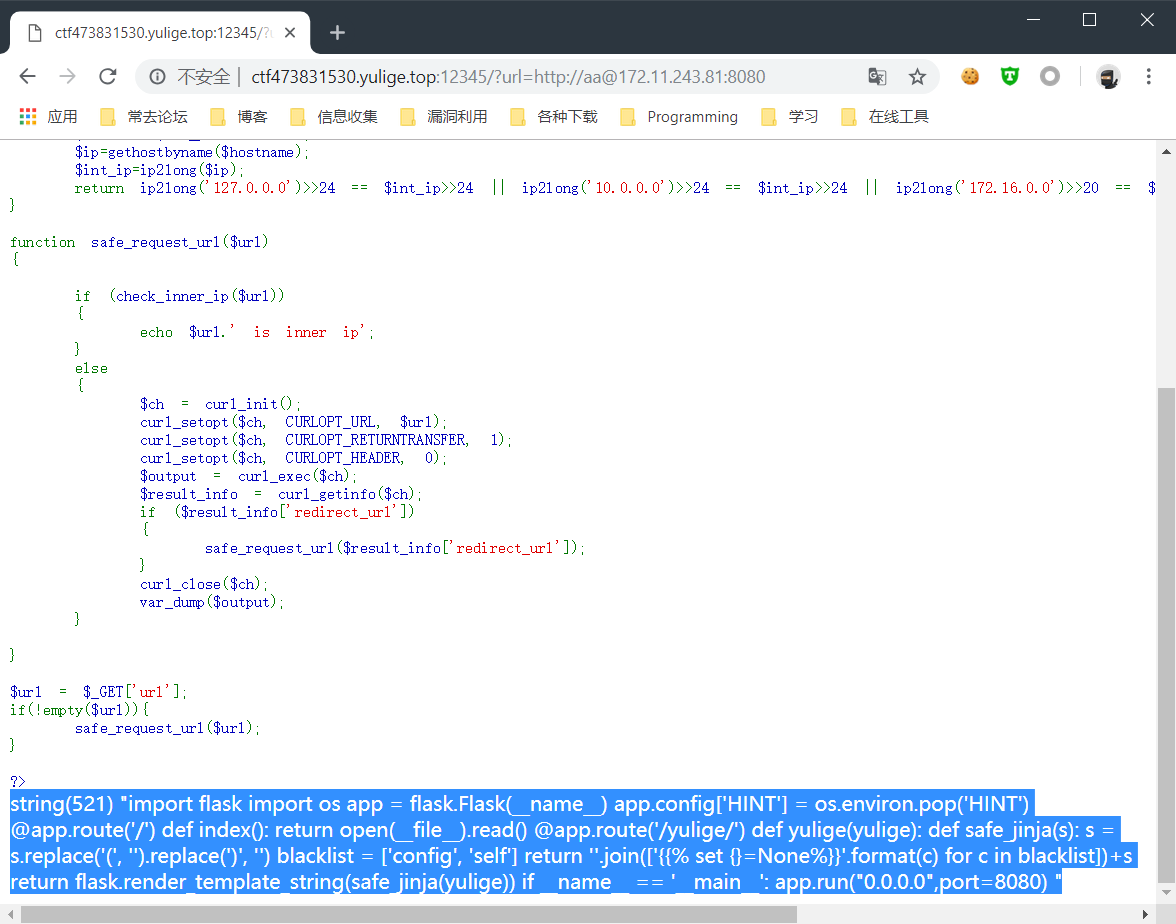 ctf473831530.yulige.top:12345/?u
不安全 | ctf473831530.yulige.top:12345/?url=http://aa@172.11.243.81:8080
应用 常去论坛 博客 信息收集 漏洞利用 各种下载 Programming 学习 在线工具
$ip=gethostbyname($hostname);
$int_ip=ip2long($ip);
return ip2long('127.0.0.0')>>24 == $int_ip>>24 || ip2long('10.0.0.0')>>24 == $int_ip>>24 || ip2long('172.16.0.0')>>20 == $
}
function safe_request_url($url)
{
if (check_inner_ip($url))
{
echo $url.' is inner ip';
}
else
{
$ch = curl_init();
curl_setopt($ch, CURLOPT_URL, $url);
curl_setopt($ch, CURLOPT_RETURNTRANSFER, 1);
curl_setopt($ch, CURLOPT_HEADER, 0);
$output = curl_exec($ch);
$result_info = curl_getinfo($ch);
if ($result_info['redirect_url'])
{
safe_request_url($result_info['redirect_url']);
}
curl_close($ch);
var_dump($output);
}
}
$url = $_GET['url'];
if(!empty($url)){
safe_request_url($url);
}
?>
string(521) "import flask import os app = flask.Flask(__name__) app.config['HINT'] = os.environ.pop('HINT')
@app.route('/') def index(): return open(__file__).read() @app.route('/yulige/') def yulige(yulige): def safe_jinja(s): s =
s.replace('(', '').replace(')', '') blacklist = ['config', 'self'] return ''.join(['{{% set {}=None%}}'.format(c) for c in blacklist])+s
return flask.render_template_string(safe_jinja(yulige)) if __name__ == '__main__': app.run("0.0.0.0",port=8080) "